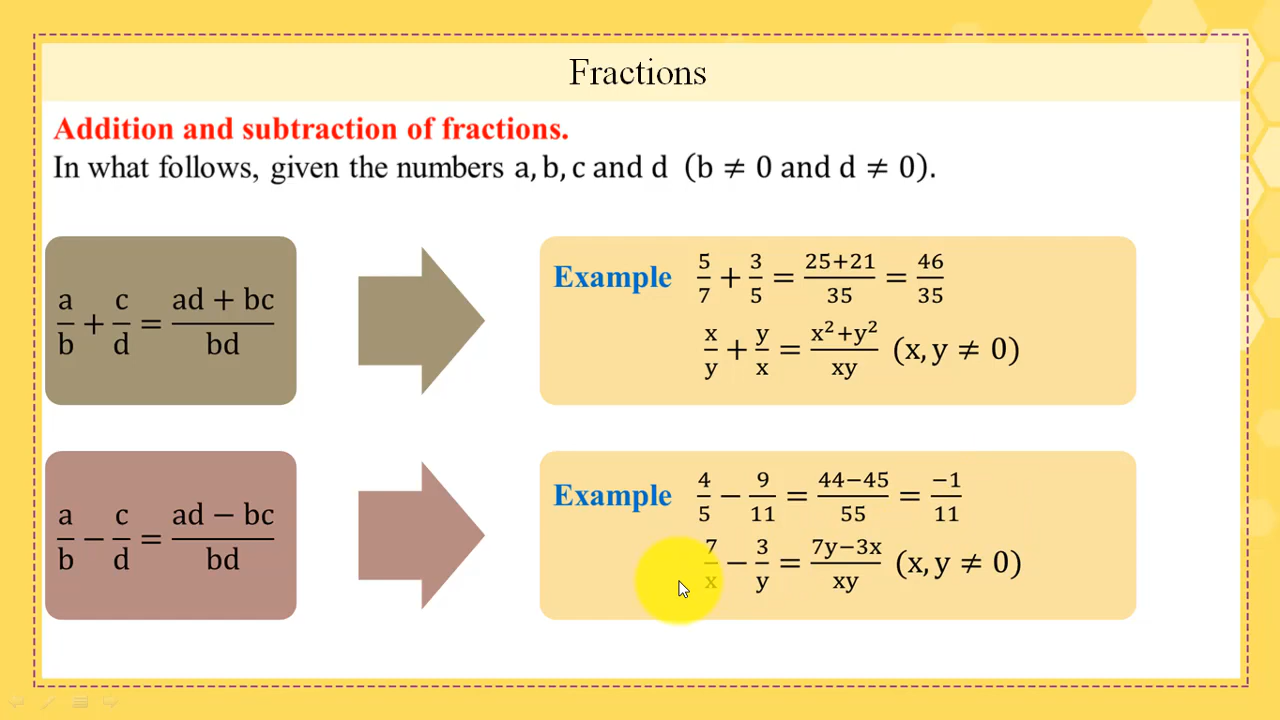 Fractions
Addition and subtraction of fractions.
In what follows, given the numbers a, b, c and d (b ≠ 0 and d ≠ 0).
a/b + c/d = (ad + bc)/bd
Example 5/7 + 3/5 = (25+21)/35 = 46/35
x/y + y/x = (x²+y²)/xy (x, y ≠ 0)
a/b − c/d = (ad − bc)/bd
Example 4/5 − 9/11 = (44−45)/55 = −1/11
7/x − 3/y = (7y−3x)/xy (x, y ≠ 0)